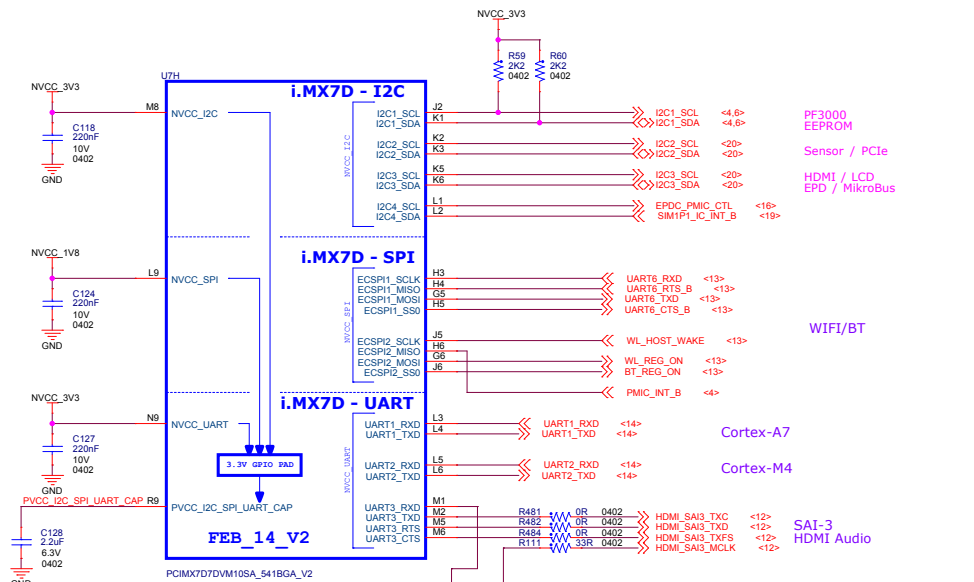 NVCC_3V3
R59
2K2
0402
R60
2K2
0402
U7H
NVCC_3V3
C118
220nF
10V
0402
GND
M8
NVCC_I2C
i.MX7D - I2C
NVCC_I2C
I2C1_SCL J2 I2C1_SCL <4,6>
I2C1_SDA K1 I2C1_SDA <4,6>
PF3000
EEPROM
I2C2_SCL K2 I2C2_SCL <20>
I2C2_SDA K3 I2C2_SDA <20>
Sensor / PCIe
I2C3_SCL K5 I2C3_SCL <20>
I2C3_SDA K6 I2C3_SDA <20>
HDMI / LCD
EPD / MikroBus
I2C4_SCL L1 EPDC_PMIC_CTL <16>
I2C4_SDA L2 SIM1P1_IC_INT_B <19>
NVCC_1V8
C124
220nF
10V
0402
GND
L9
NVCC_SPI
i.MX7D - SPI
NVCC_SPI
ECSPI1_SCLK H3 UART6_RXD <13>
ECSPI1_MISO H4 UART6_RTS_B <13>
ECSPI1_MOSI G5 UART6_TXD <13>
ECSPI1_SS0 H5 UART6_CTS_B <13>
WIFI/BT
ECSPI2_SCLK J5 WL_HOST_WAKE <13>
ECSPI2_MISO H6
ECSPI2_MOSI G6 WL_REG_ON <13>
ECSPI2_SS0 J6 BT_REG_ON <13>
PMIC_INT_B <4>
NVCC_3V3
C127
220nF
10V
0402
GND
N9
NVCC_UART
i.MX7D - UART
NVCC_UART
UART1_RXD L3 UART1_RXD <14>
UART1_TXD L4 UART1_TXD <14>
Cortex-A7
UART2_RXD L5 UART2_RXD <14>
UART2_TXD L6 UART2_TXD <14>
Cortex-M4
3.3V GPIO PAD
PVCC_I2C_SPI_UART_CAP R9 PVCC_I2C_SPI_UART_CAP
C128
2.2uF
6.3V
0402
GND
UART3_RXD M1
UART3_TXD M2 R481 0R 0402 HDMI_SAI3_TXC <12>
UART3_RTS M5 R482 0R 0402 HDMI_SAI3_TXD <12>
UART3_CTS M6 R484 0R 0402 HDMI_SAI3_TXFS <12>
R111 33R 0402 HDMI_SAI3_MCLK <12>
SAI-3
HDMI Audio
FEB_14_V2
PCIMX7D7DVM10SA_541BGA_V2